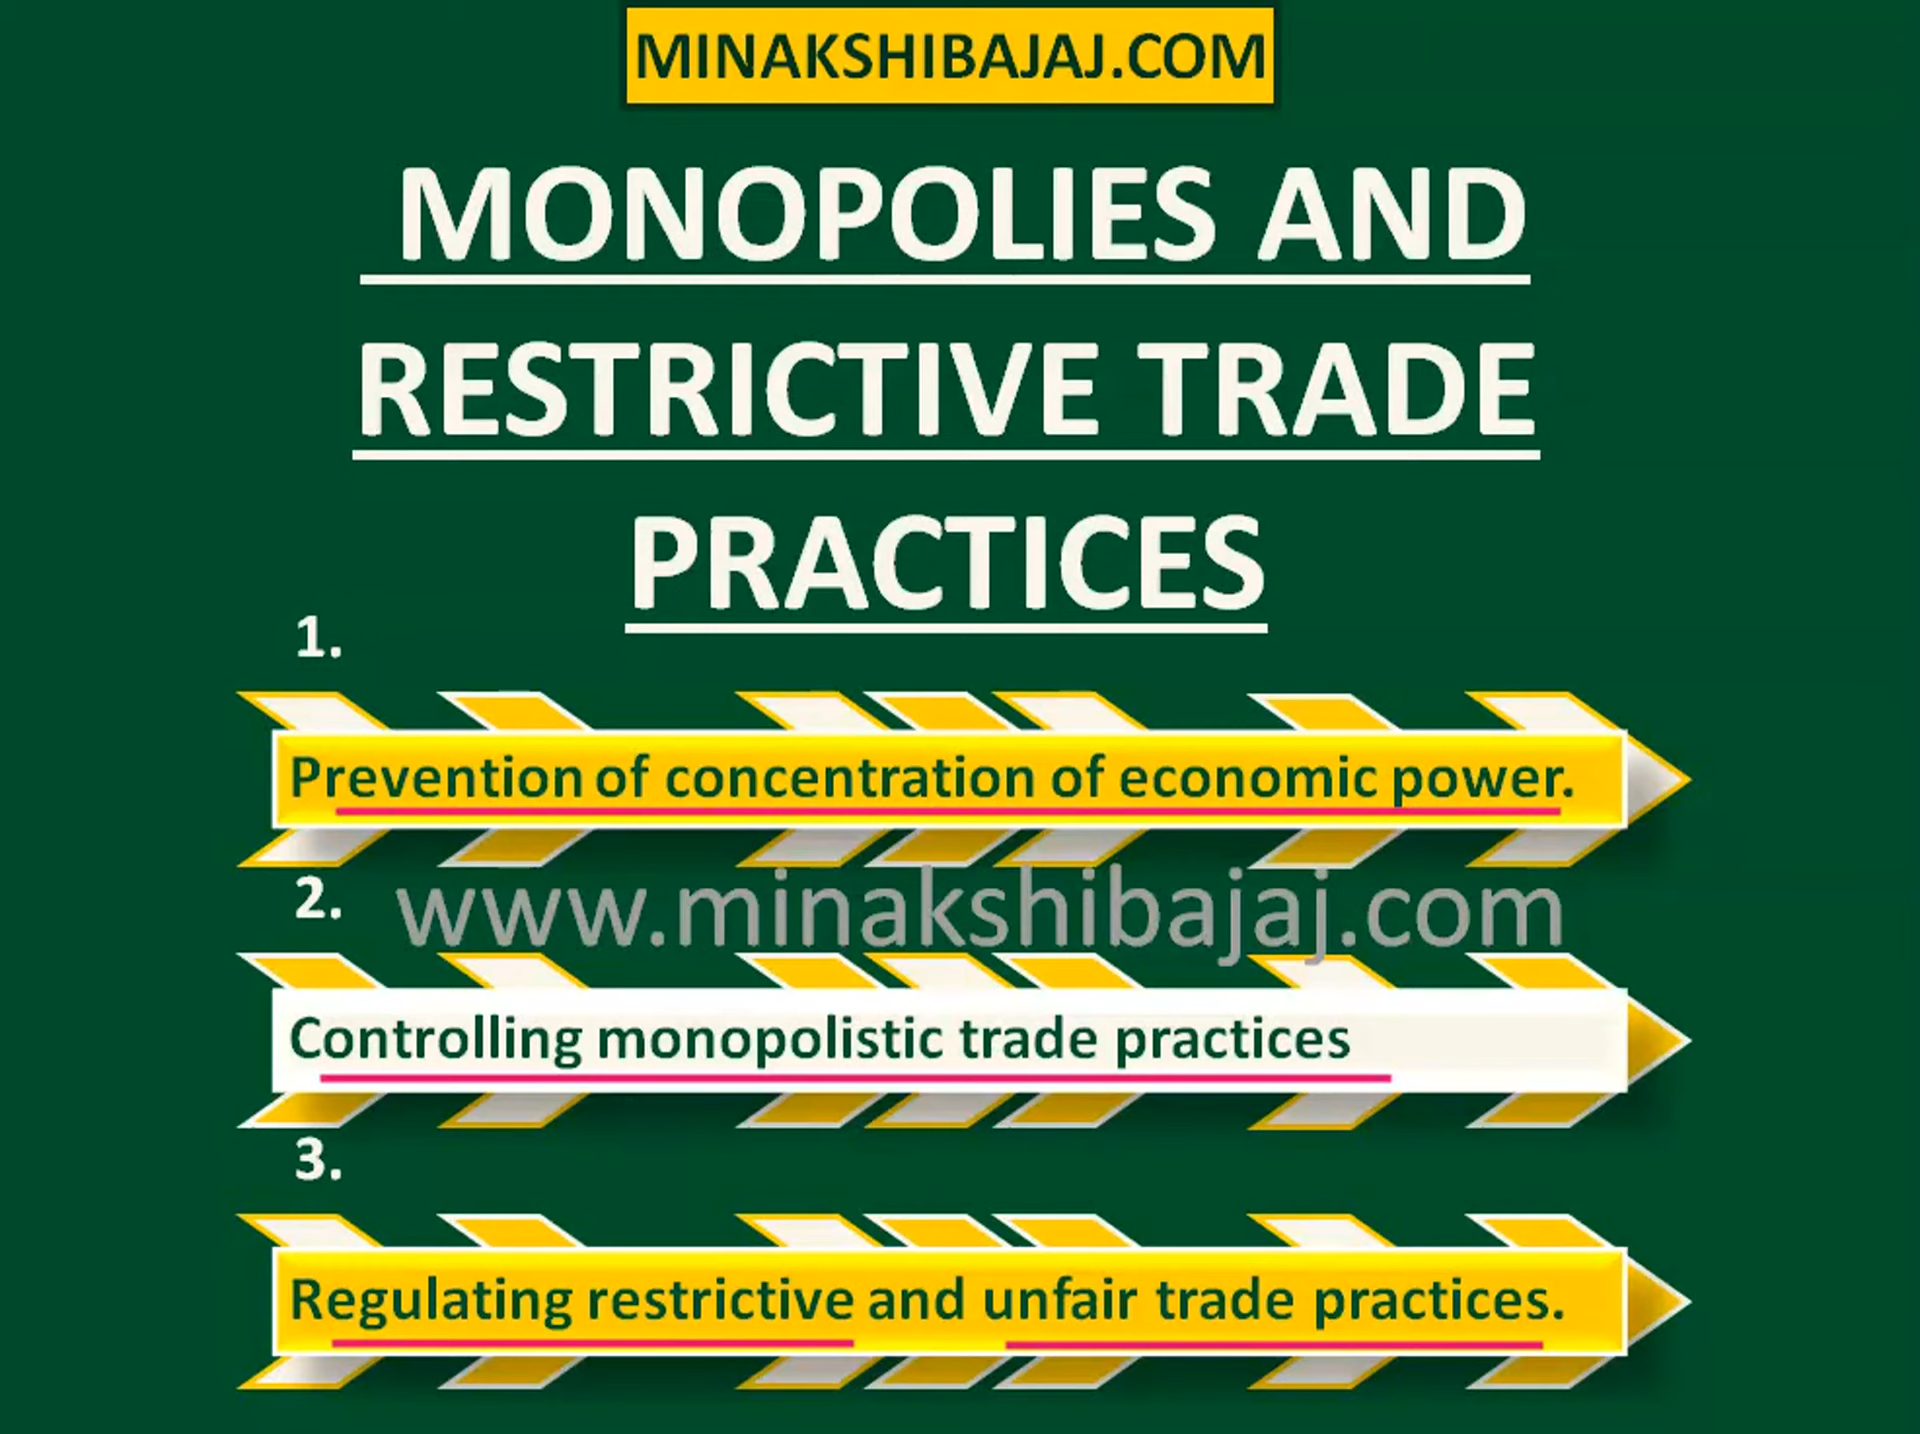 MINAKSHIBAJAJ.COM
MONOPOLIES AND
RESTRICTIVE TRADE
PRACTICES
1.
Prevention of concentration of economic power.
2.
www.minakshibajaj.com
Controlling monopolistic trade practices
3.
Regulating restrictive and unfair trade practices.